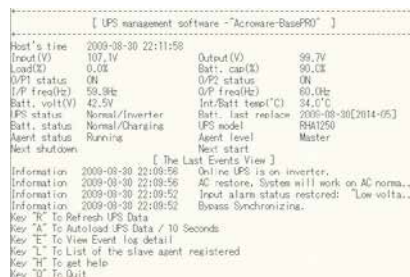 [ UPS management software -"Acroware-BasePRO" ]
Host's time 2009-08-30 22:11:58
Input(V) 107.1V Output(V) 99.7V
Load(%) 0.0% Batt. cap(%) 90.0%
O/P1 status ON O/P2 status ON
I/P freq(Hz) 59.9Hz O/P freq(Hz) 60.0Hz
Batt. volt(V) 42.5V Int/Batt temp(°C) 34.0°C
UPS status Normal/Inverter Batt. last replace 2009-08-30[2014-05]
Batt. status Normal/Charging UPS model RHA1250
Agent status Running Agent level Master
Next shutdown Next start
[ The Last Events View ]
Information 2009-08-30 22:09:56 Online UPS is on inverter.
Information 2009-08-30 22:09:56 AC restore, System will work on AC norma..
Information 2009-08-30 22:09:52 Input alarm status restored: "Low volta..
Information 2009-08-30 22:09:52 Bypass Synchronizing.
Key "R" To Refresh UPS Data
Key "A" To Autoload UPS Data / 10 Seconds
Key "E" To View Event log detail
Key "L" To List of the slave agent registered
Key "H" To get help
Key "Q" To Quit